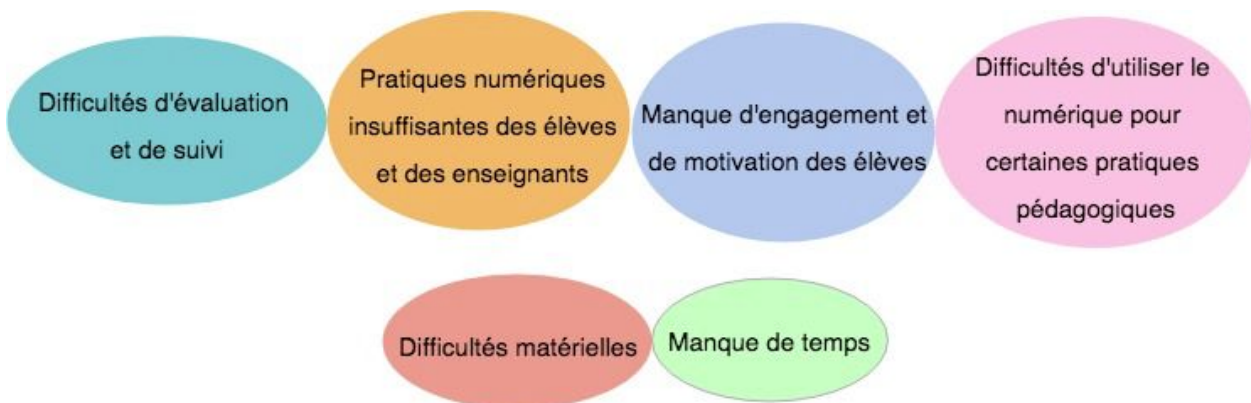 Difficultés d'évaluation
et de suivi
Pratiques numériques
insuffisantes des élèves
et des enseignants
Manque d'engagement et
de motivation des élèves
Difficultés d'utiliser le
numérique pour
certaines pratiques
pédagogiques
Difficultés matérielles
Manque de temps